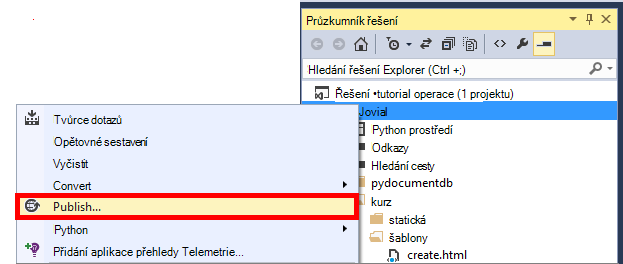 Průzkumník řešení
Hledání řešení Explorer (Ctrl +;)
Řešení •tutorial operace (1 projektu)
Jovial
Python prostředí
Odkazy
Hledání cesty
pydocumentdb
kurz
statická
šablony
create.html
Tvůrce dotazů
Opětovné sestavení
Vyčistit
Convert
Publish...
Python
Přidání aplikace přehledy Telemetrie...